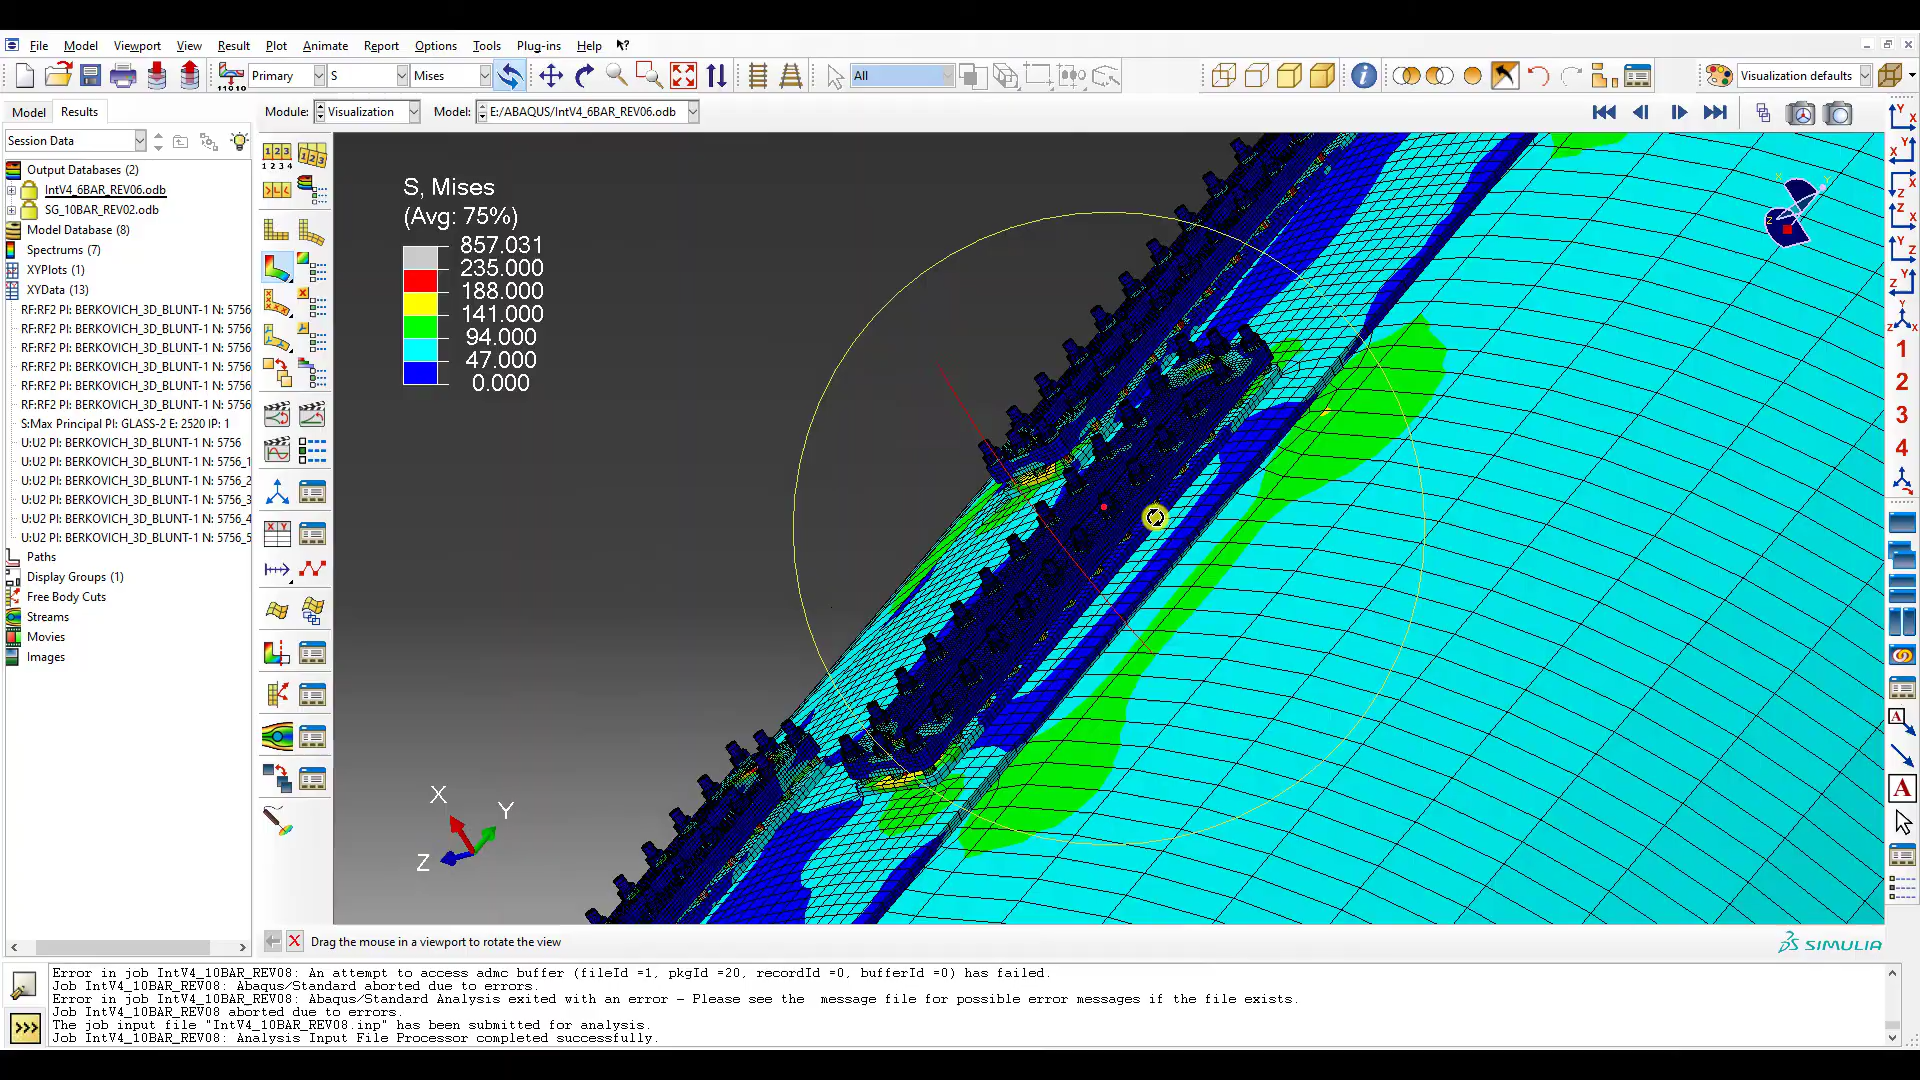 File Model Viewport View Result Plot Animate Report Options Tools Plug-ins Help
Primary S Mises All Visualization defaults
Model Results Module: Visualization Model: E:/ABAQUS/IntV4_6BAR_REV06.odb
Session Data
Output Databases (2)
IntV4_6BAR_REV06.odb
SG_10BAR_REV02.odb
Model Database (8)
Spectrums (7)
XYPlots (1)
XYData (13)
RF:RF2 PI: BERKOVICH_3D_BLUNT-1 N: 5756
RF:RF2 PI: BERKOVICH_3D_BLUNT-1 N: 5756
RF:RF2 PI: BERKOVICH_3D_BLUNT-1 N: 5756
RF:RF2 PI: BERKOVICH_3D_BLUNT-1 N: 5756
RF:RF2 PI: BERKOVICH_3D_BLUNT-1 N: 5756
RF:RF2 PI: BERKOVICH_3D_BLUNT-1 N: 5756
S:Max Principal PI: GLASS-2 E: 2520 IP: 1
U:U2 PI: BERKOVICH_3D_BLUNT-1 N: 5756
U:U2 PI: BERKOVICH_3D_BLUNT-1 N: 5756_1
U:U2 PI: BERKOVICH_3D_BLUNT-1 N: 5756_2
U:U2 PI: BERKOVICH_3D_BLUNT-1 N: 5756_3
U:U2 PI: BERKOVICH_3D_BLUNT-1 N: 5756_4
U:U2 PI: BERKOVICH_3D_BLUNT-1 N: 5756_5
Paths
Display Groups (1)
Free Body Cuts
Streams
Movies
Images
S, Mises
(Avg: 75%)
857.031
235.000
188.000
141.000
94.000
47.000
0.000
X
Y
Z
1
2
3
4
A
Drag the mouse in a viewport to rotate the view
SIMULIA
Error in job IntV4_10BAR_REV08: An attempt to access admc buffer (fileId =1, pkgId =20, recordId =0, bufferId =0) has failed.
Job IntV4_10BAR_REV08: Abaqus/Standard aborted due to errors.
Error in job IntV4_10BAR_REV08: Abaqus/Standard Analysis exited with an error - Please see the  message file for possible error messages if the file exists.
Job IntV4_10BAR_REV08 aborted due to errors.
The job input file "IntV4_10BAR_REV08.inp" has been submitted for analysis.
Job IntV4_10BAR_REV08: Analysis Input File Processor completed successfully.